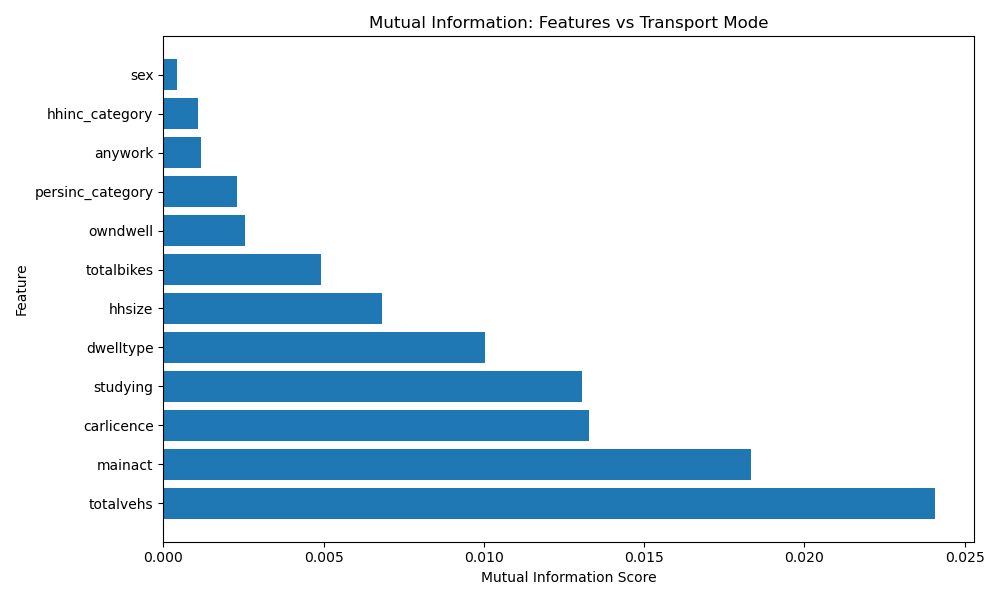 Mutual Information: Features vs Transport Mode
sex
hhinc_category
anywork
persinc_category
owndwell
totalbikes
hhsize
dwelltype
studying
carlicence
mainact
totalvehs
Feature
0.000 0.005 0.010 0.015 0.020 0.025
Mutual Information Score